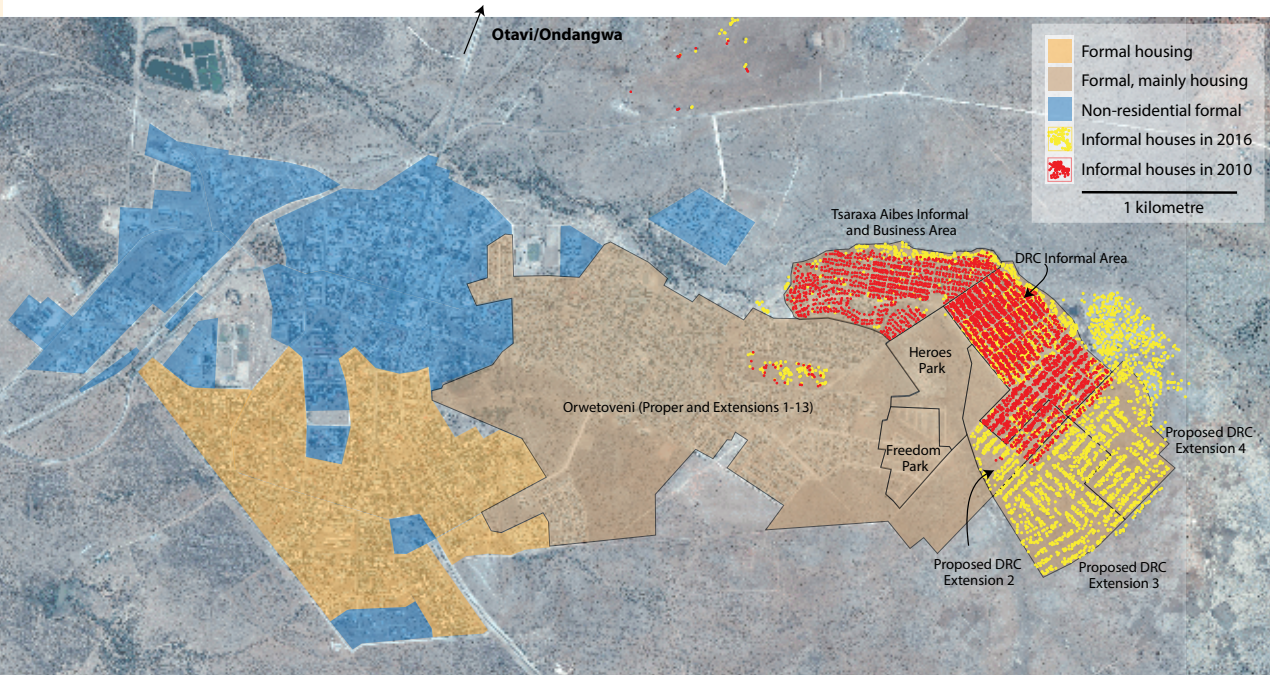 Otavi/Ondangwa
Formal housing
Formal, mainly housing
Non-residential formal
Informal houses in 2016
Informal houses in 2010
1 kilometre
Tsaraxa Aibes Informal
and Business Area
DRC Informal Area
Heroes
Park
Orwetoveni (Proper and Extensions 1-13)
Freedom
Park
Proposed DRC
Extension 4
Proposed DRC
Extension 2
Proposed DRC
Extension 3